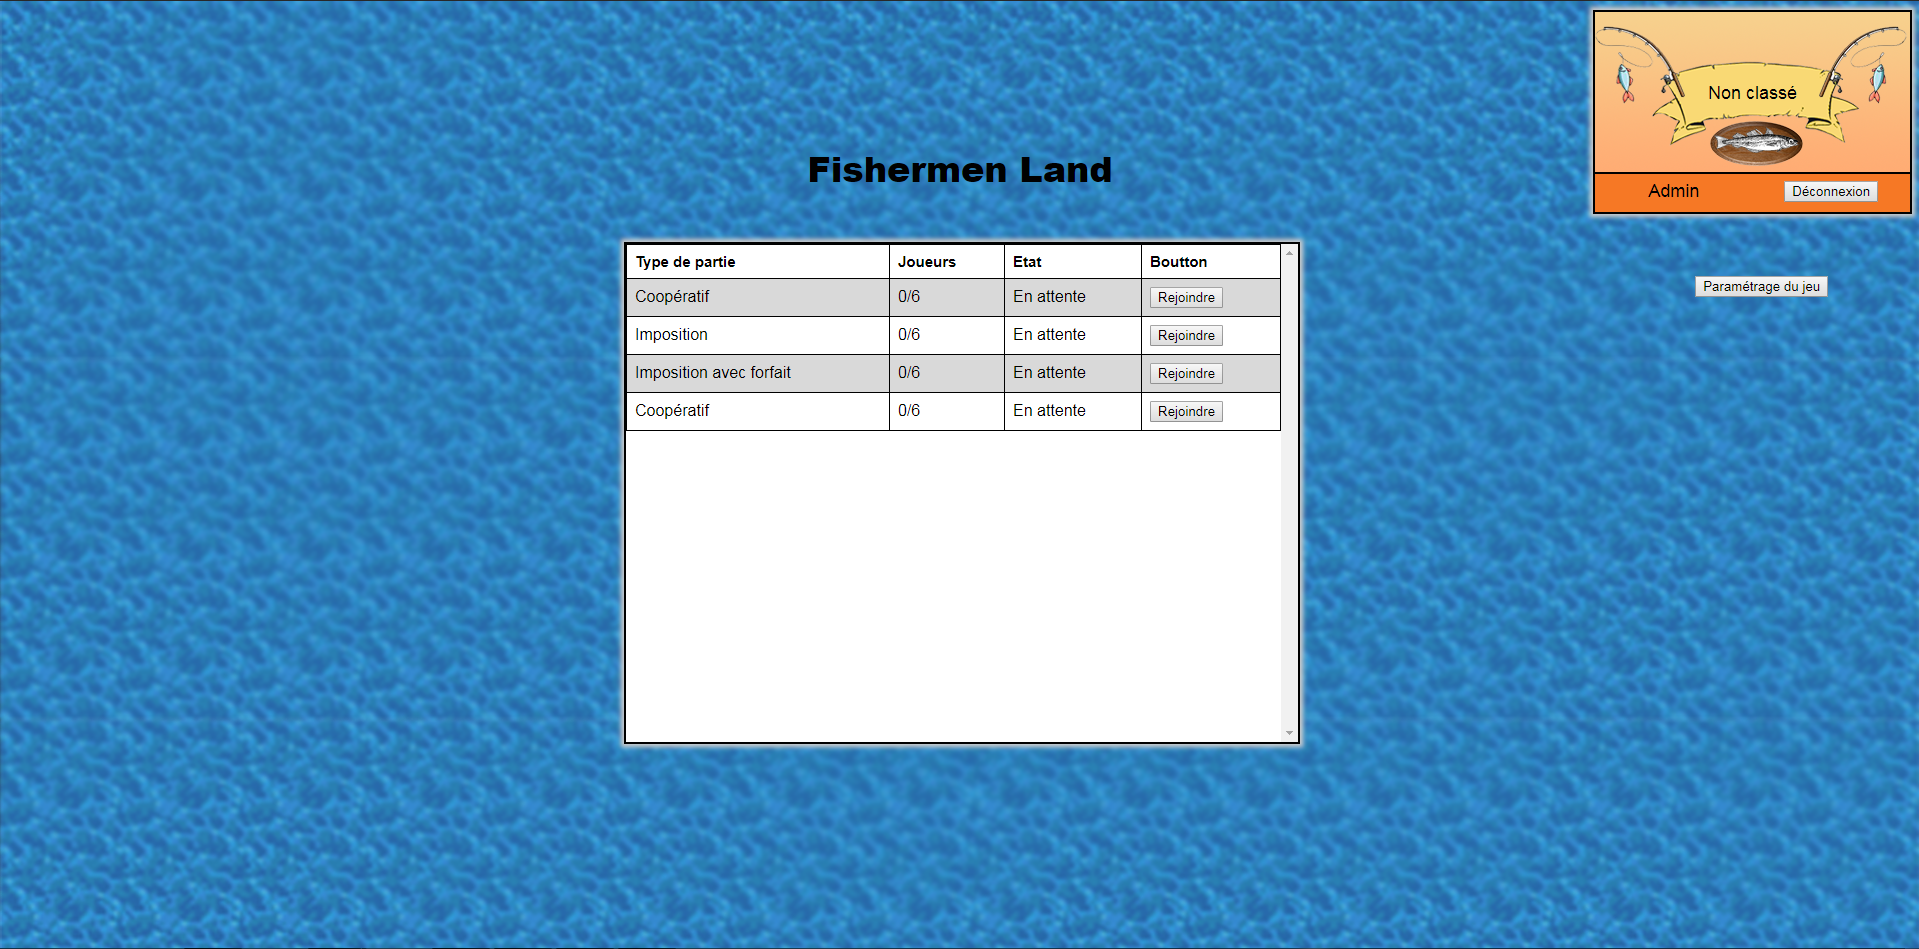 Non classé
Admin Déconnexion
Fishermen Land
Paramétrage du jeu
Type de partie Joueurs Etat Boutton
Coopératif 0/6 En attente Rejoindre
Imposition 0/6 En attente Rejoindre
Imposition avec forfait 0/6 En attente Rejoindre
Coopératif 0/6 En attente Rejoindre